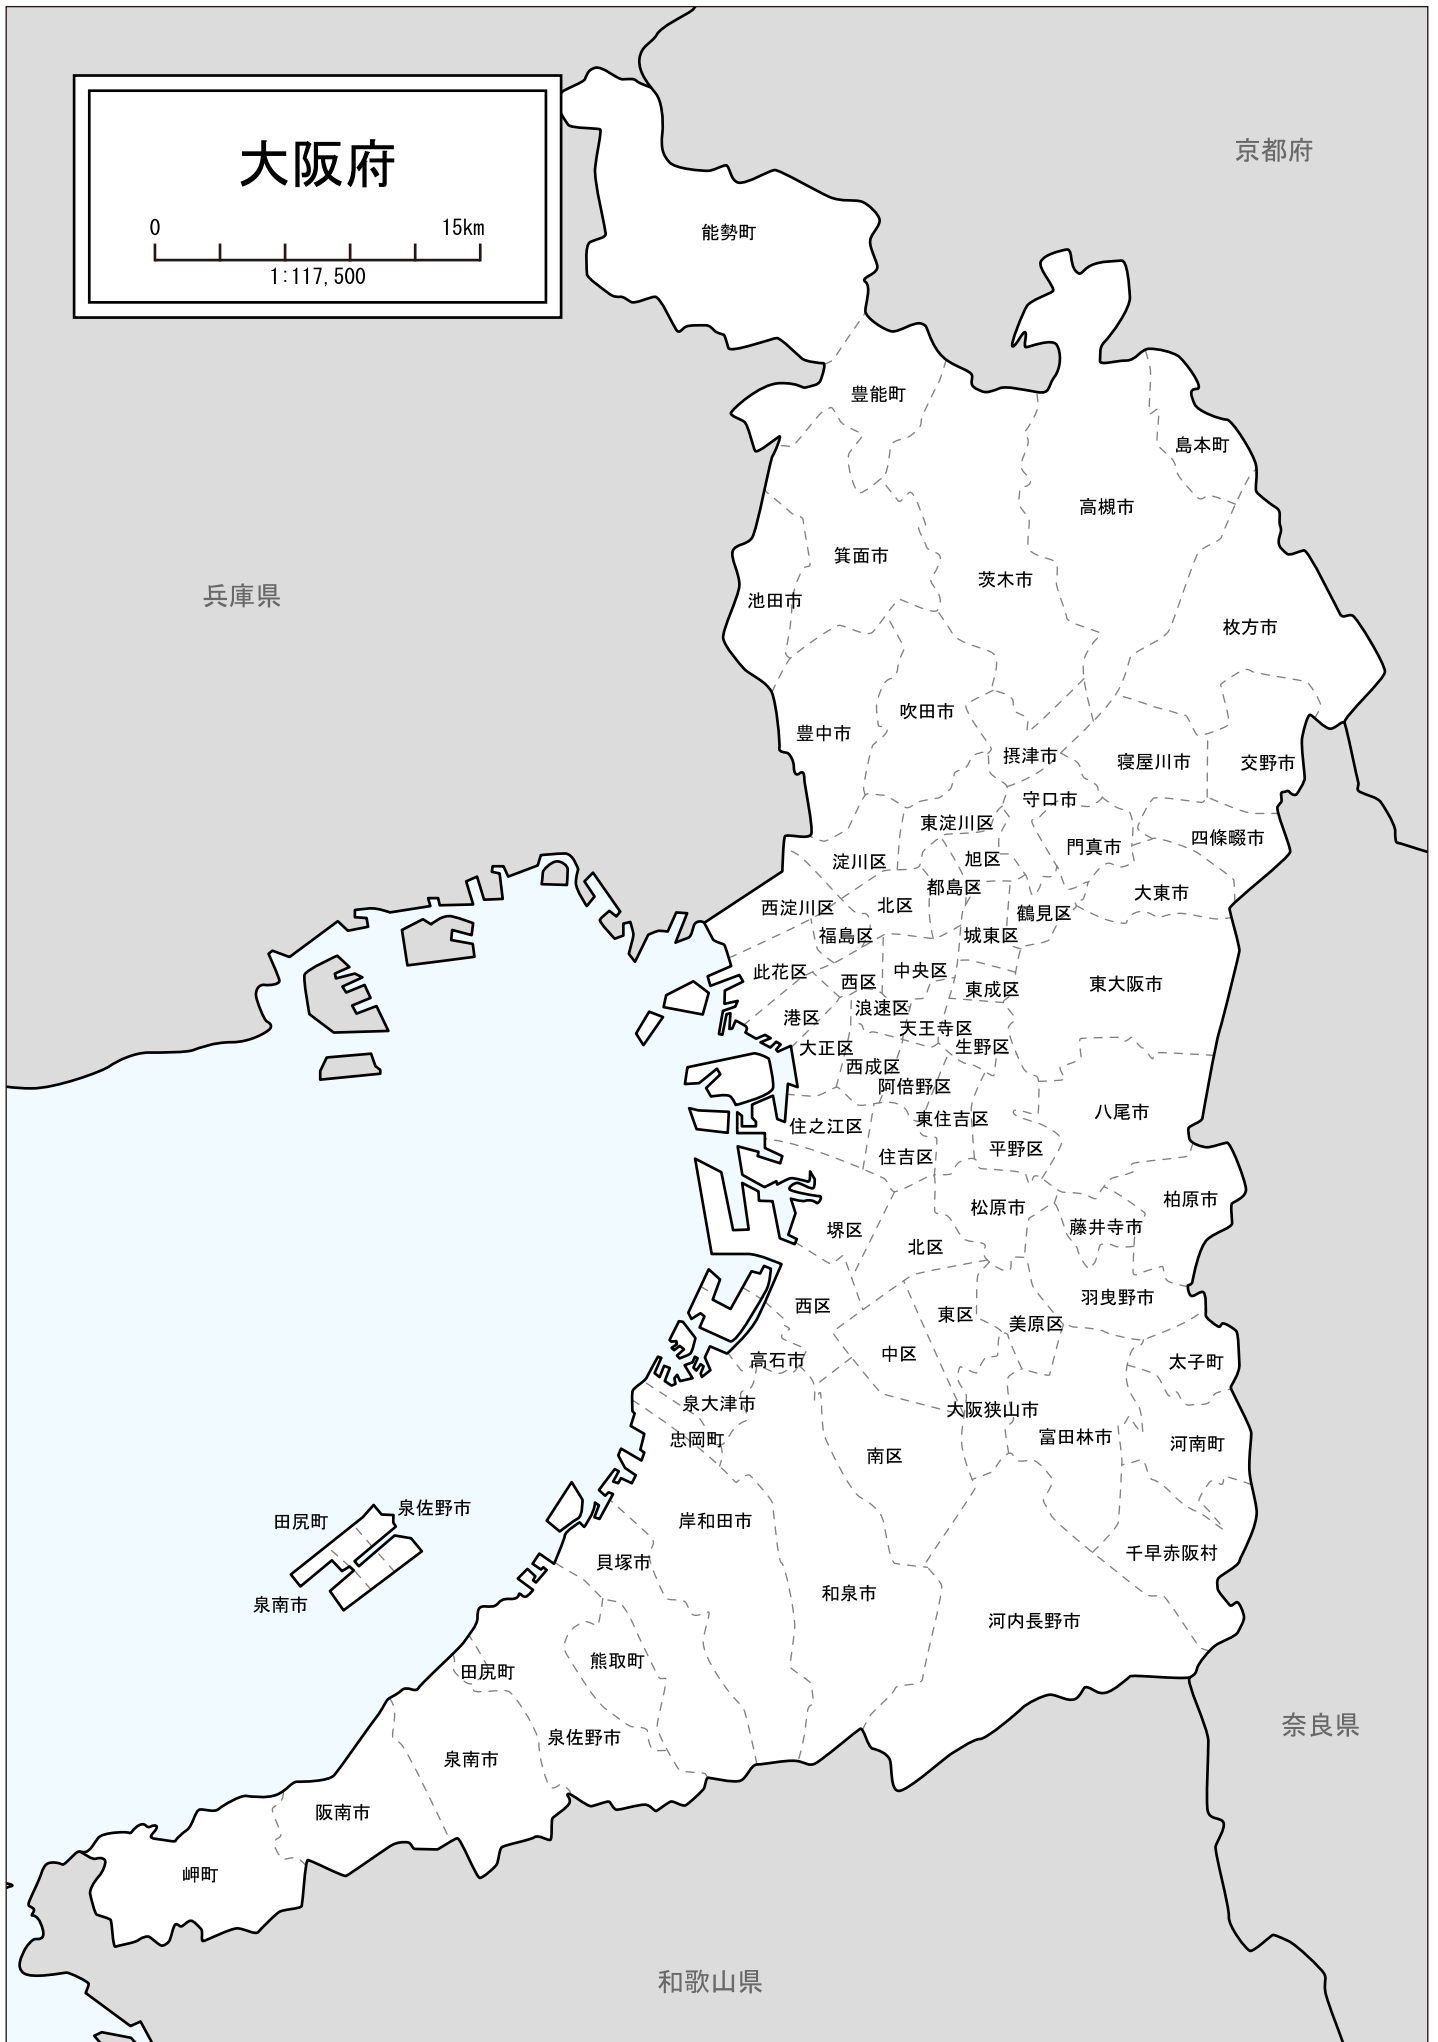 大阪府
0 15km
1:117,500
京都府
能勢町
豊能町
島本町
高槻市
箕面市
茨木市
兵庫県
池田市
枚方市
吹田市
豊中市
摂津市
寝屋川市
交野市
守口市
東淀川区
四條畷市
門真市
淀川区
旭区
都島区
大東市
西淀川区
北区
鶴見区
福島区
城東区
此花区
中央区
西区
東成区
東大阪市
浪速区
港区
天王寺区
大正区
生野区
西成区
阿倍野区
八尾市
東住吉区
住之江区
平野区
住吉区
柏原市
松原市
藤井寺市
堺区
北区
羽曳野市
西区
東区
美原区
中区
高石市
太子町
泉大津市
大阪狭山市
忠岡町
富田林市
河南町
南区
泉佐野市
田尻町
岸和田市
千早赤阪村
貝塚市
和泉市
泉南市
河内長野市
熊取町
田尻町
奈良県
泉佐野市
泉南市
阪南市
岬町
和歌山県